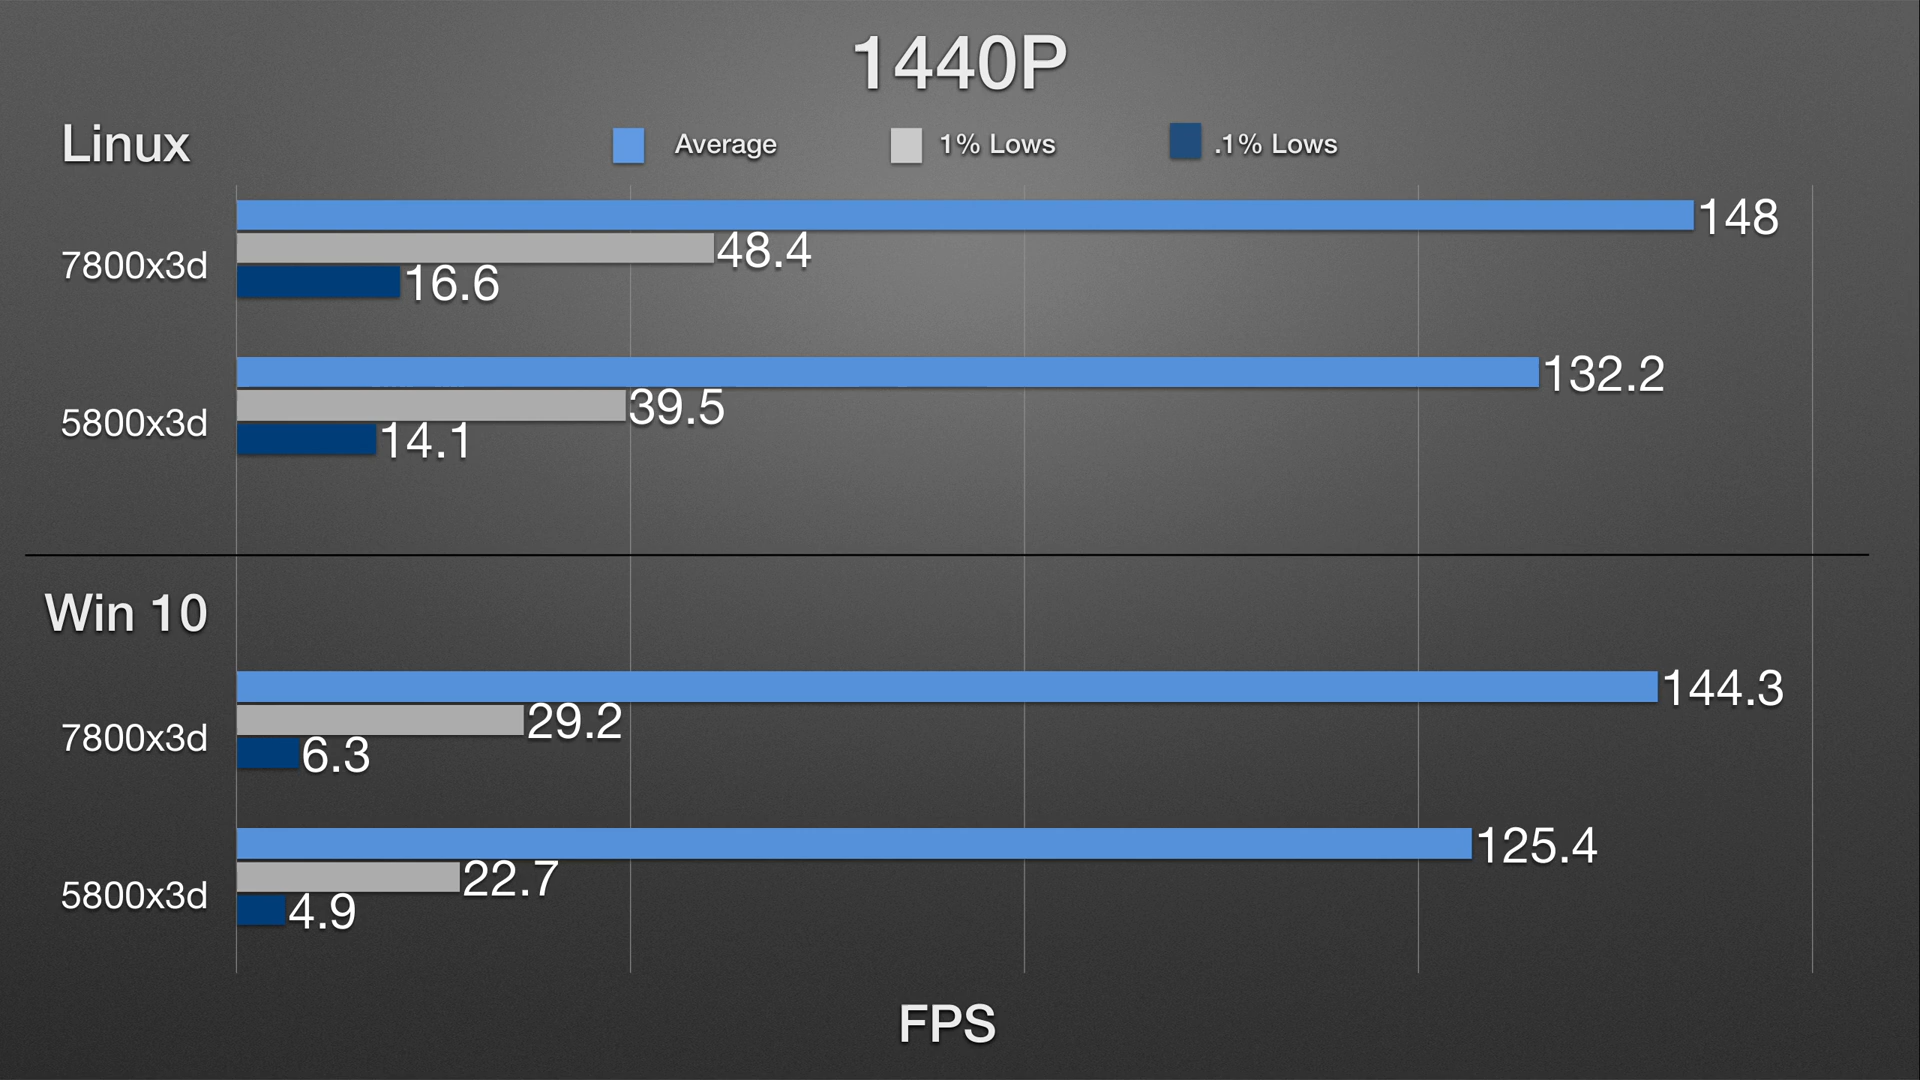 1440P
Linux
Average 1% Lows .1% Lows
148
7800x3d 48.4
16.6
132.2
5800x3d 39.5
14.1
Win 10
144.3
7800x3d 29.2
6.3
125.4
5800x3d 22.7
4.9
FPS